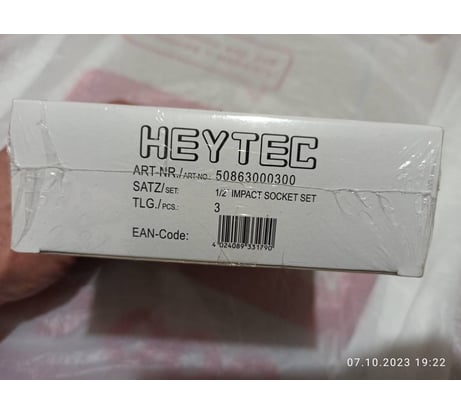 HEYTEC
ART-NR./ART-NO.: 50863000300
SATZ/SET: 1/2" IMPACT SOCKET SET
TLG./PCS.: 3
EAN-Code:
4 024089 331790
07.10.2023 19:22